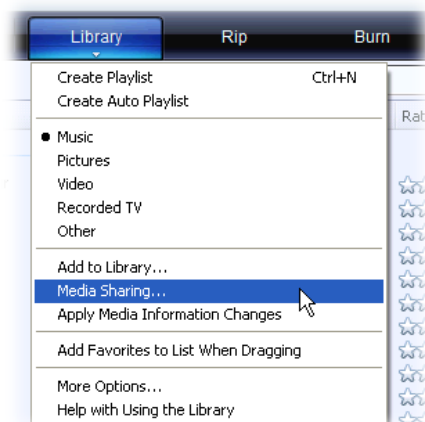 Library Rip Burn
Create Playlist Ctrl+N
Create Auto Playlist
Rat
Music
Pictures
Video
Recorded TV
Other
Add to Library...
Media Sharing...
Apply Media Information Changes
Add Favorites to List When Dragging
More Options...
Help with Using the Library